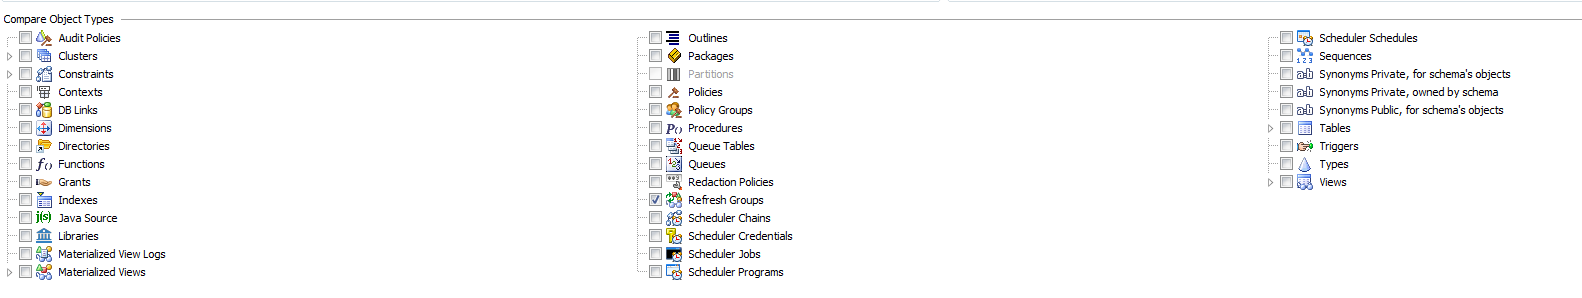 Compare Object Types
Audit Policies
Clusters
Constraints
Contexts
DB Links
Dimensions
Directories
Functions
Grants
Indexes
Java Source
Libraries
Materialized View Logs
Materialized Views
Outlines
Packages
Partitions
Policies
Policy Groups
Procedures
Queue Tables
Queues
Redaction Policies
Refresh Groups
Scheduler Chains
Scheduler Credentials
Scheduler Jobs
Scheduler Programs
Scheduler Schedules
Sequences
Synonyms Private, for schema's objects
Synonyms Private, owned by schema
Synonyms Public, for schema's objects
Tables
Triggers
Types
Views